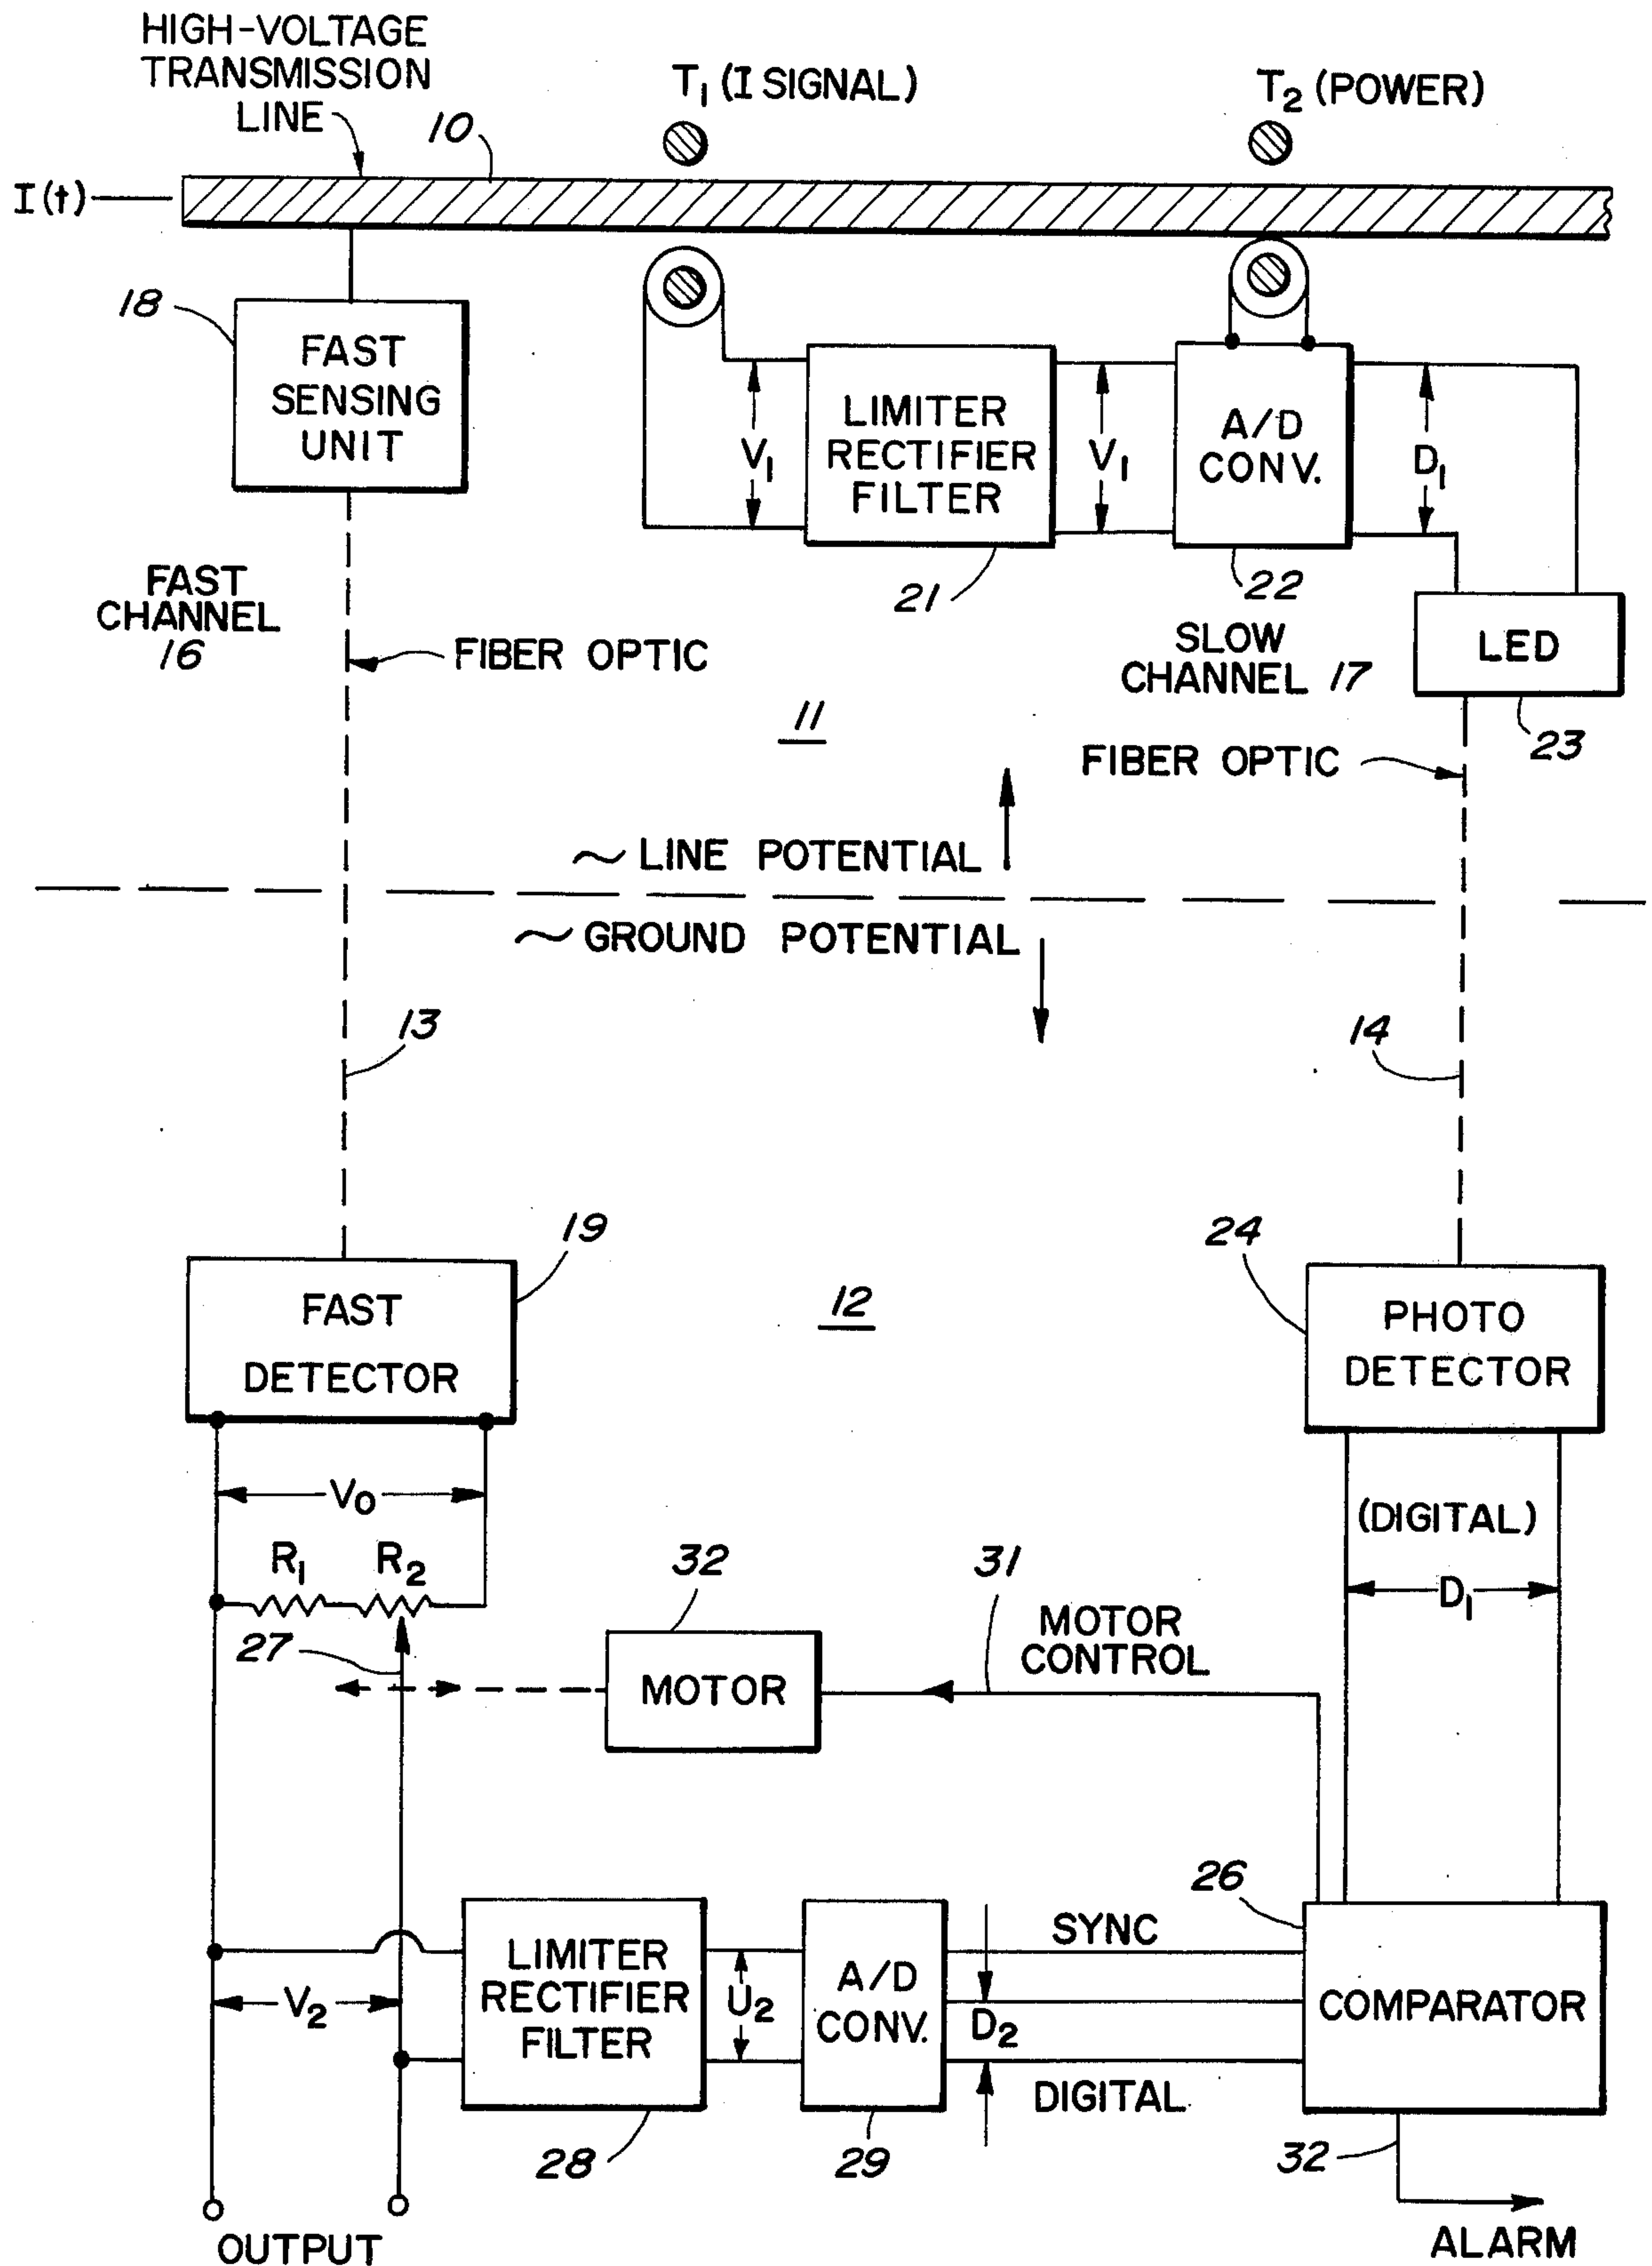 HIGH-VOLTAGE
TRANSMISSION
LINE
10
T1 (I SIGNAL)
T2 (POWER)
I(t)
18
FAST
SENSING
UNIT
V1
LIMITER
RECTIFIER
FILTER
V1
A/D
CONV.
D1
21
22
FAST
CHANNEL
16
FIBER OPTIC
SLOW
CHANNEL 17
LED
23
11
FIBER OPTIC
~ LINE POTENTIAL
~ GROUND POTENTIAL
13
14
19
FAST
DETECTOR
12
24
PHOTO
DETECTOR
V0
(DIGITAL)
D1
R1
R2
27
32
MOTOR
31
MOTOR
CONTROL
26
LIMITER
RECTIFIER
FILTER
V2
U2
A/D
CONV.
SYNC
D2
DIGITAL
COMPARATOR
28
29
32
OUTPUT
ALARM